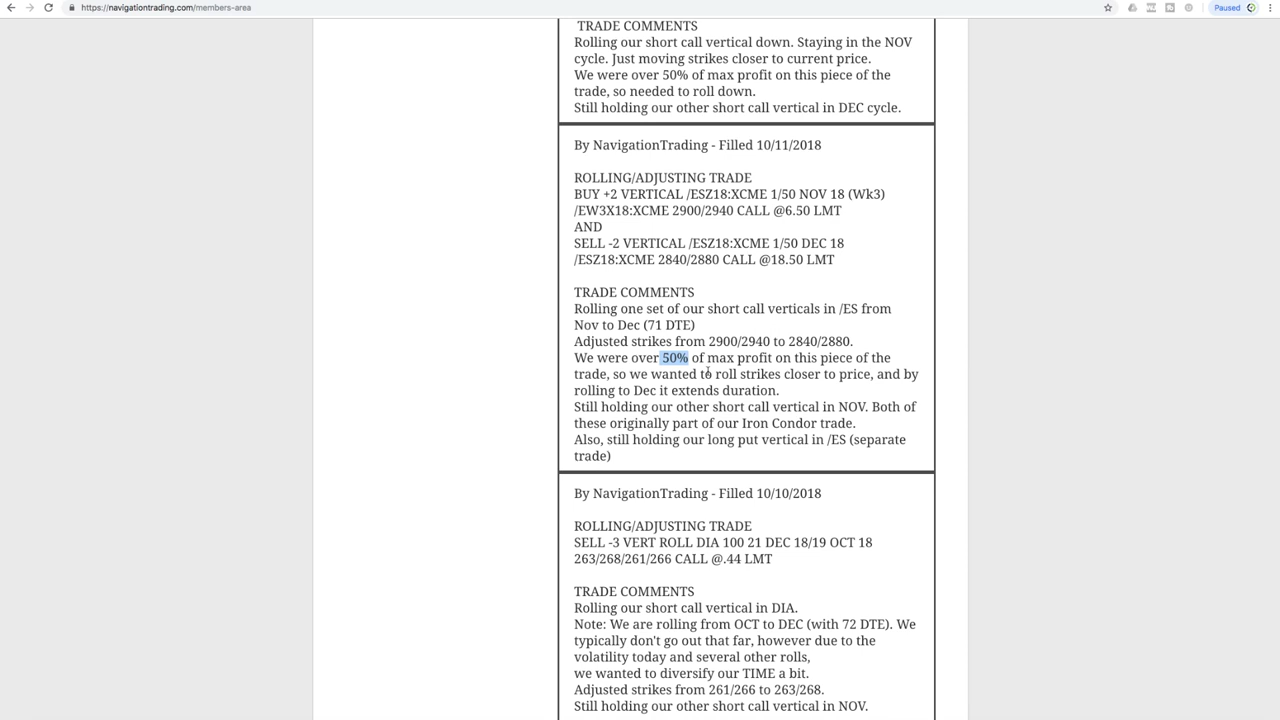 https://navigationtrading.com/members-area
Paused
TRADE COMMENTS
Rolling our short call vertical down. Staying in the NOV
cycle. Just moving strikes closer to current price.
We were over 50% of max profit on this piece of the
trade, so needed to roll down.
Still holding our other short call vertical in DEC cycle.
By NavigationTrading - Filled 10/11/2018
ROLLING/ADJUSTING TRADE
BUY +2 VERTICAL /ESZ18:XCME 1/50 NOV 18 (Wk3)
/EW3X18:XCME 2900/2940 CALL @6.50 LMT
AND
SELL -2 VERTICAL /ESZ18:XCME 1/50 DEC 18
/ESZ18:XCME 2840/2880 CALL @18.50 LMT
TRADE COMMENTS
Rolling one set of our short call verticals in /ES from
Nov to Dec (71 DTE)
Adjusted strikes from 2900/2940 to 2840/2880.
We were over 50% of max profit on this piece of the
trade, so we wanted to roll strikes closer to price, and by
rolling to Dec it extends duration.
Still holding our other short call vertical in NOV. Both of
these originally part of our Iron Condor trade.
Also, still holding our long put vertical in /ES (separate
trade)
By NavigationTrading - Filled 10/10/2018
ROLLING/ADJUSTING TRADE
SELL -3 VERT ROLL DIA 100 21 DEC 18/19 OCT 18
263/268/261/266 CALL @.44 LMT
TRADE COMMENTS
Rolling our short call vertical in DIA.
Note: We are rolling from OCT to DEC (with 72 DTE). We
typically don't go out that far, however due to the
volatility today and several other rolls,
we wanted to diversify our TIME a bit.
Adjusted strikes from 261/266 to 263/268.
Still holding our other short call vertical in NOV.